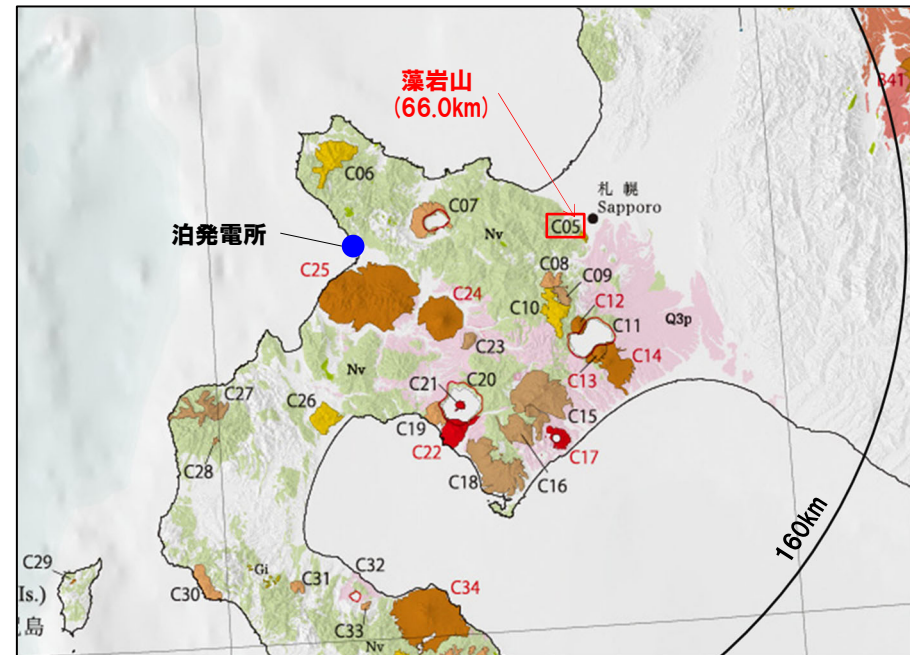 藻岩山
(66.0km)
B41
C06
札幌
Sapporo
C07
C05
Nv
泊発電所
C25
C08
C09
C24
C10
C12
C11
Q3p
C23
C14
C13
Nv
C21
C20
C27
C26
C15
C19
C22
C17
C28
C18
C16
160km
C29
C32
Gi
C31
C34
Is.)
C30
島
C33
Nv